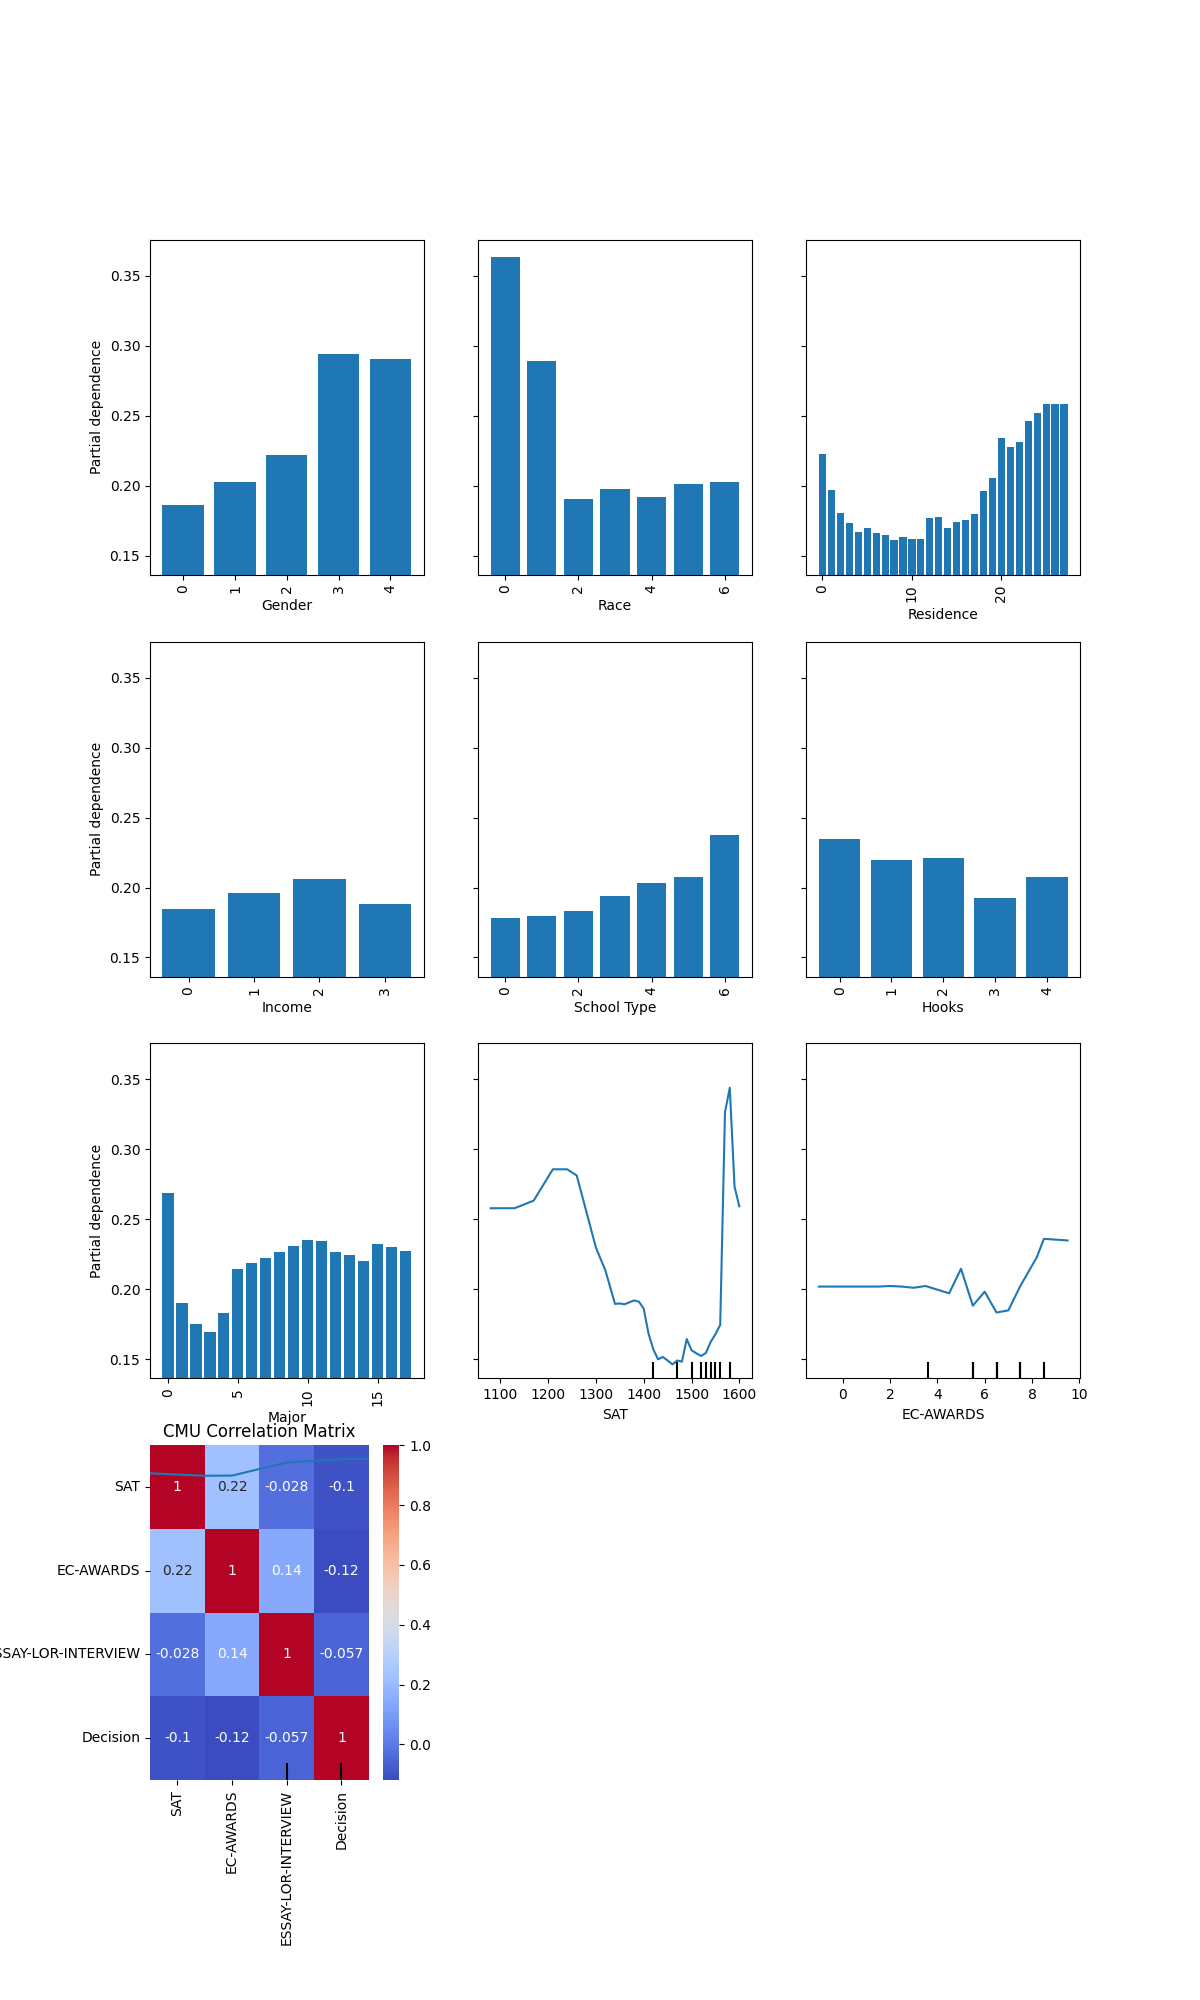 0.35
0.30
0.25
0.20
0.15
Partial dependence
0 1 2 3 4
Gender
0 2 4 6
Race
0 10 20
Residence
0.35
0.30
0.25
0.20
0.15
Partial dependence
0 1 2 3
Income
0 2 4 6
School Type
0 1 2 3 4
Hooks
0.35
0.30
0.25
0.20
0.15
Partial dependence
0 5 10 15
Major
1100 1200 1300 1400 1500 1600
SAT
0 2 4 6 8 10
EC-AWARDS
CMU Correlation Matrix
SAT 1 0.22 -0.028 -0.1
EC-AWARDS 0.22 1 0.14 -0.12
SSAY-LOR-INTERVIEW -0.028 0.14 1 -0.057
Decision -0.1 -0.12 -0.057 1
1.0
0.8
0.6
0.4
0.2
0.0
SAT
EC-AWARDS
ESSAY-LOR-INTERVIEW
Decision